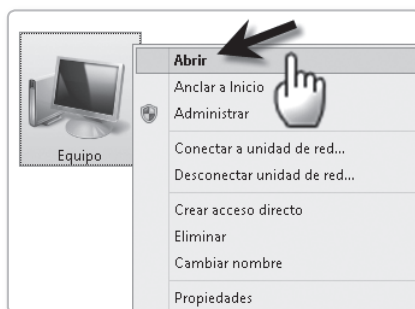 Equipo
Abrir
Anclar a Inicio
Administrar
Conectar a unidad de red...
Desconectar unidad de red...
Crear acceso directo
Eliminar
Cambiar nombre
Propiedades